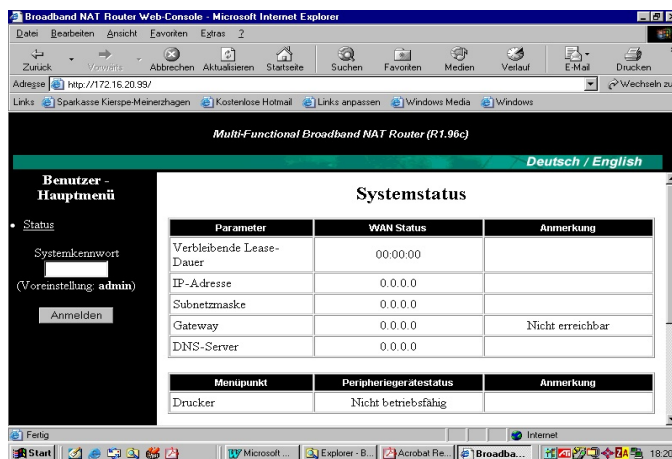 Broadband NAT Router Web-Console - Microsoft Internet Explorer
Datei Bearbeiten Ansicht Favoriten Extras ?
Zurück Vorwärts Abbrechen Aktualisieren Startseite Suchen Favoriten Medien Verlauf E-Mail Drucken
Adresse http://172.16.20.99/ Wechseln zu
Links Sparkasse Kierspe-Meinerzhagen Kostenlose Hotmail Links anpassen Windows Media Windows
Multi-Functional Broadband NAT Router (R1.96c)
Deutsch / English
Benutzer -
Hauptmenü
Status
Systemkennwort
(Voreinstellung: admin)
Anmelden
Systemstatus
Parameter WAN Status Anmerkung
Verbleibende Lease-
Dauer 00:00:00
IP-Adresse 0.0.0.0
Subnetzmaske 0.0.0.0
Gateway 0.0.0.0 Nicht erreichbar
DNS-Server 0.0.0.0
Menüpunkt Peripheriegerätestatus Anmerkung
Drucker Nicht betriebsfähig
Fertig Internet
Start Microsoft ... Explorer - B... Acrobat Re... Broadba... 18:20